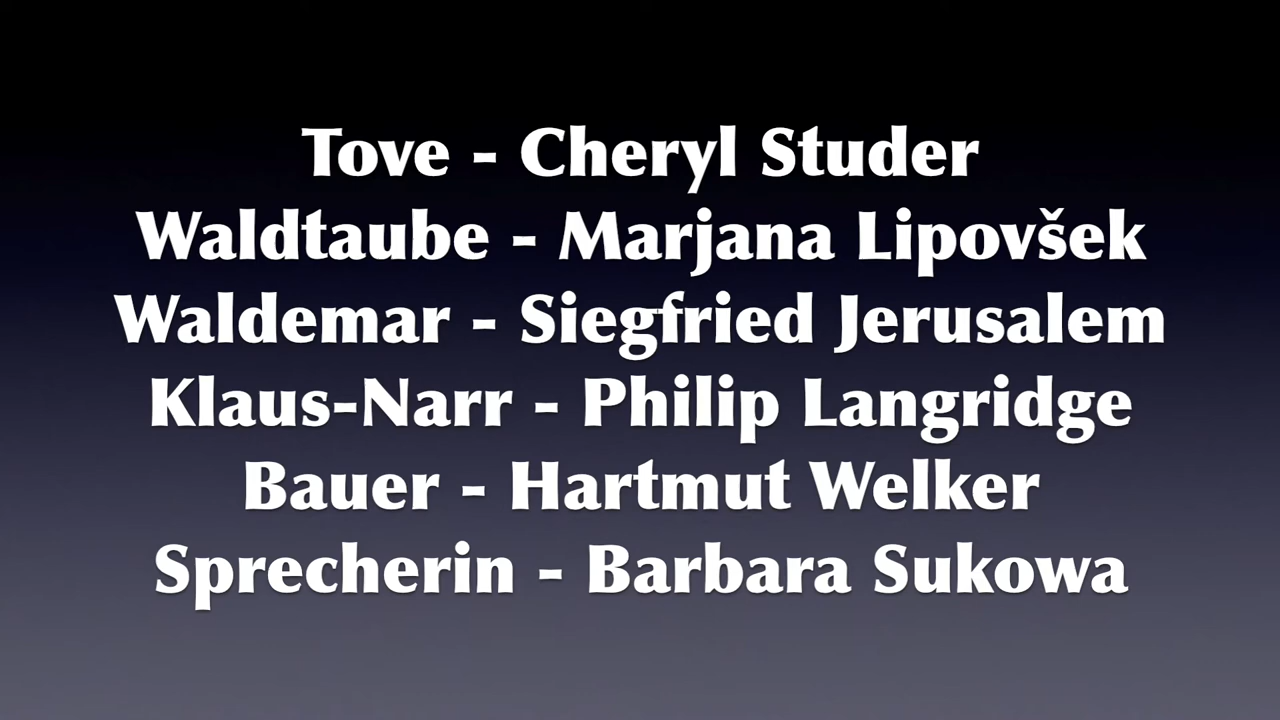 Tove - Cheryl Studer
Waldtaube - Marjana Lipovšek
Waldemar - Siegfried Jerusalem
Klaus-Narr - Philip Langridge
Bauer - Hartmut Welker
Sprecherin - Barbara Sukowa